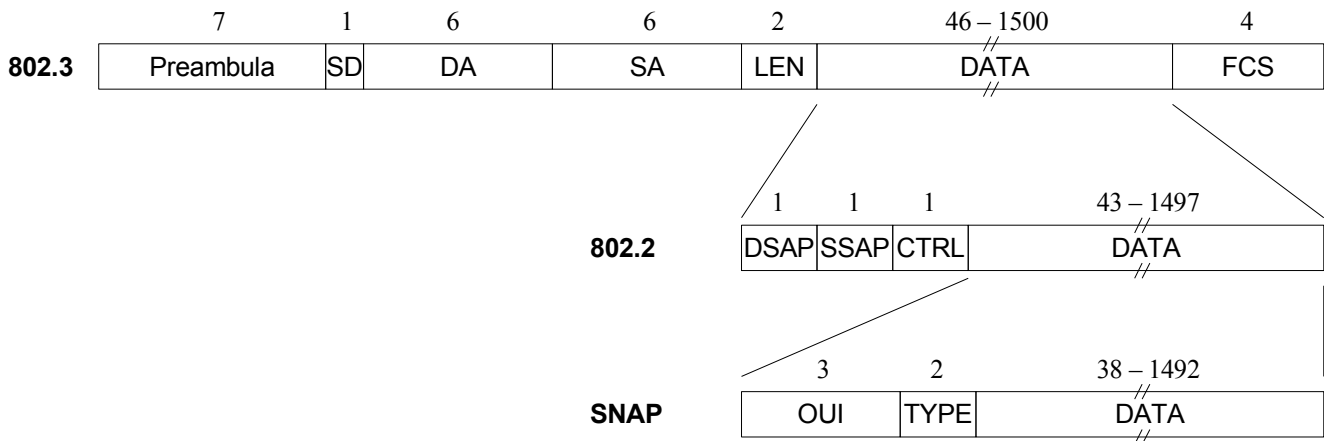 7 1 6 6 2 46 – 1500 4
802.3 Preambula SD DA SA LEN DATA FCS
1 1 1 43 – 1497
802.2 DSAP SSAP CTRL DATA
3 2 38 – 1492
SNAP OUI TYPE DATA